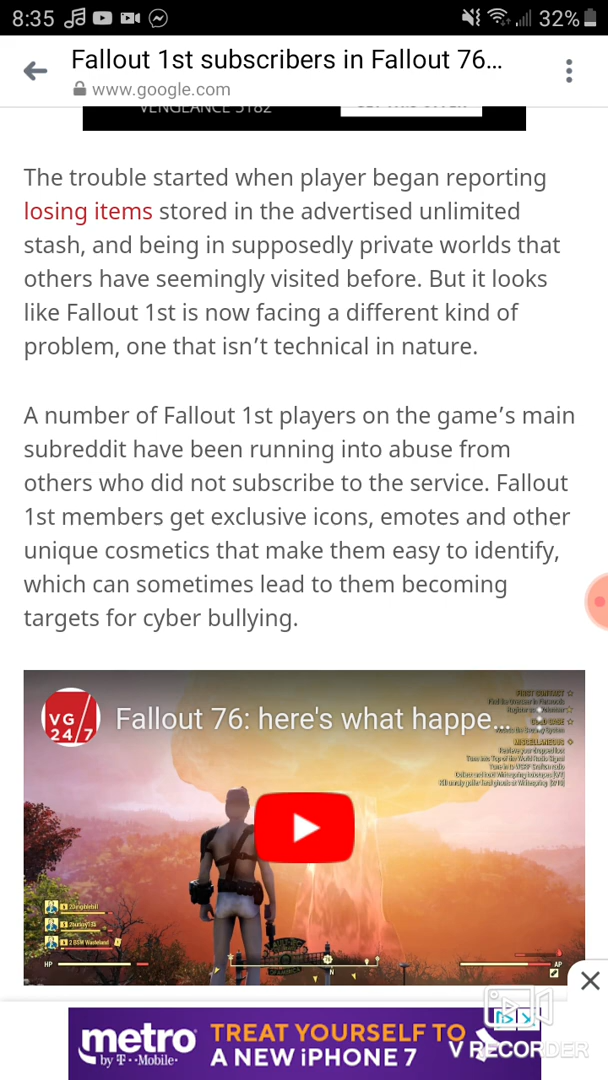 8:35
32%
Fallout 1st subscribers in Fallout 76...
www.google.com
VENGEANCE 5182
The trouble started when player began reporting
losing items stored in the advertised unlimited
stash, and being in supposedly private worlds that
others have seemingly visited before. But it looks
like Fallout 1st is now facing a different kind of
problem, one that isn't technical in nature.
A number of Fallout 1st players on the game's main
subreddit have been running into abuse from
others who did not subscribe to the service. Fallout
1st members get exclusive icons, emotes and other
unique cosmetics that make them easy to identify,
which can sometimes lead to them becoming
targets for cyber bullying.
VG
24/7
Fallout 76: here's what happe...
FIRST CONTACT
MISCELLANEOUS
HP
N
AP
metro
by T-Mobile
TREAT YOURSELF TO
A NEW iPHONE 7
V RECORDER